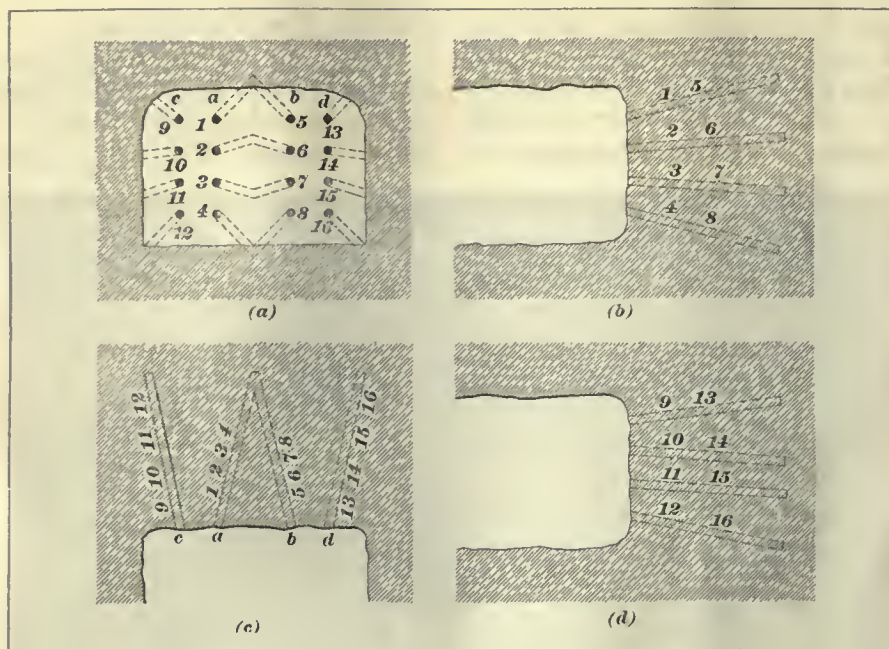 c a b d
9 1 5 13
10 2 6 14
11 3 7 15
12 4 8 16
(a)
1 5
2 6
3 7
4 8
(b)
9 10 11 12
1 2 3 4
5 6 7 8
13 14 15 16
c a b d
(c)
9 13
10 14
11 15
12 16
(d)